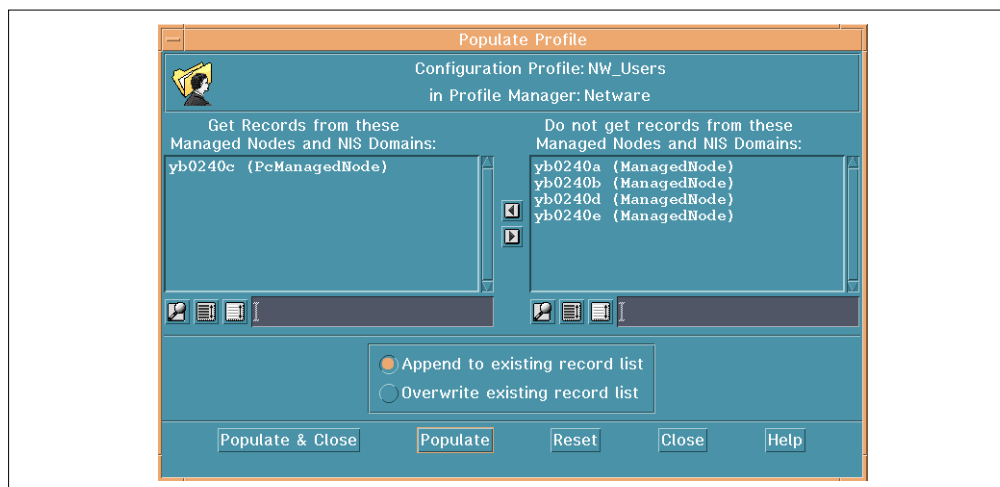 Populate Profile
Configuration Profile: NW_Users
in Profile Manager: Netware
Get Records from these
Managed Nodes and NIS Domains:
yb0240c (PcManagedNode)
Do not get records from these
Managed Nodes and NIS Domains:
yb0240a (ManagedNode)
yb0240b (ManagedNode)
yb0240d (ManagedNode)
yb0240e (ManagedNode)
Append to existing record list
Overwrite existing record list
Populate & Close
Populate
Reset
Close
Help